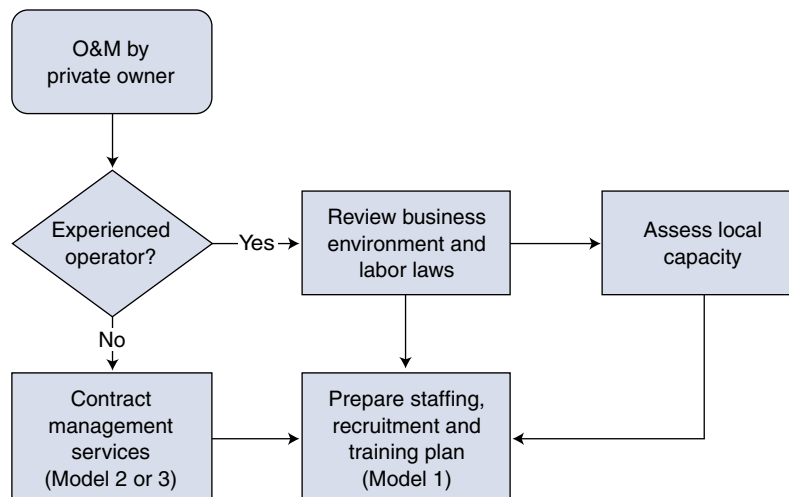 O&M by
private owner
Experienced
operator?
Yes
Review business
environment and
labor laws
Assess local
capacity
No
Contract
management
services
(Model 2 or 3)
Prepare staffing,
recruitment and
training plan
(Model 1)